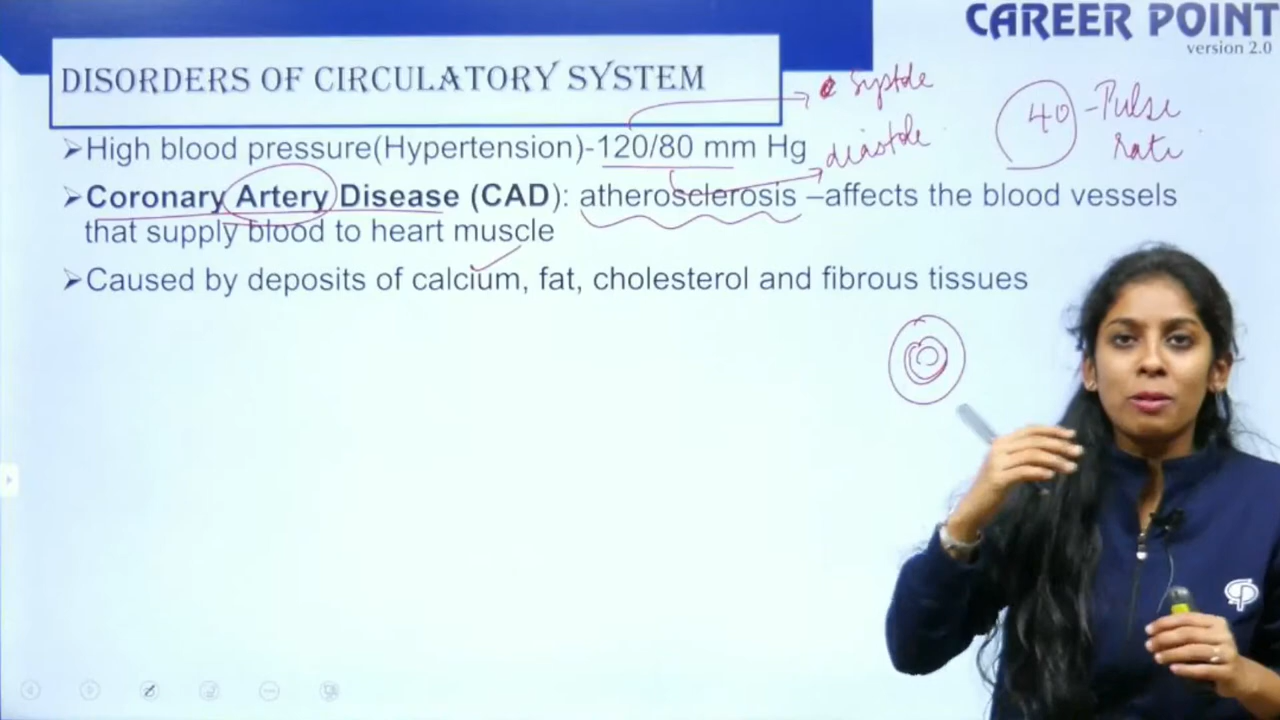 CAREER POINT
version 2.0
DISORDERS OF CIRCULATORY SYSTEM
systole
40 -Pulse
rate
➢High blood pressure(Hypertension)-120/80 mm Hg
diastole
➢Coronary Artery Disease (CAD): atherosclerosis –affects the blood vessels
that supply blood to heart muscle
➢Caused by deposits of calcium, fat, cholesterol and fibrous tissues